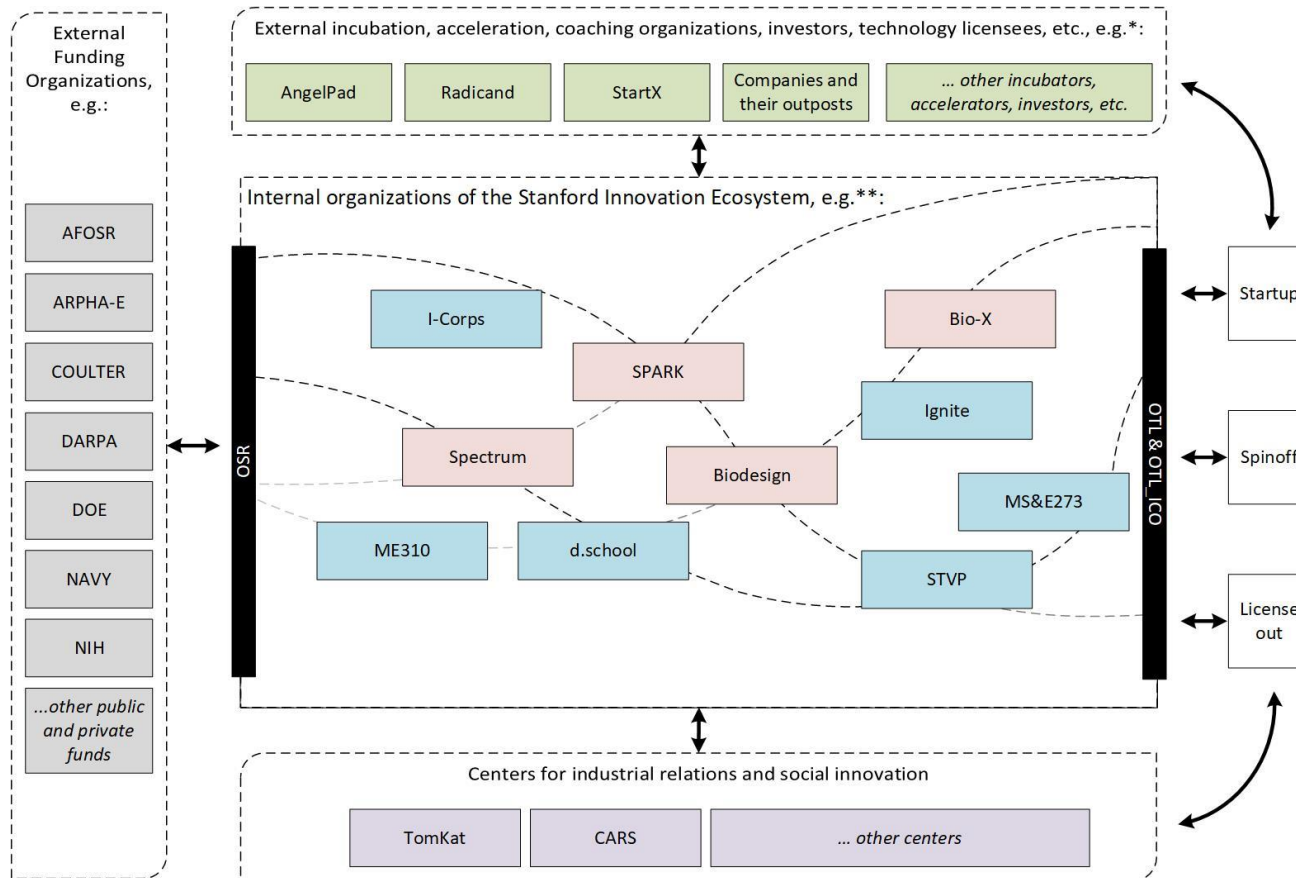 External
Funding
Organizations,
e.g.:
AFOSR
ARPHA-E
COULTER
DARPA
DOE
NAVY
NIH
...other public
and private
funds
External incubation, acceleration, coaching organizations, investors, technology licensees, etc., e.g.*:
AngelPad
Radicand
StartX
Companies and
their outposts
... other incubators,
accelerators, investors, etc.
Internal organizations of the Stanford Innovation Ecosystem, e.g.**:
OSR
I-Corps
Bio-X
SPARK
Ignite
Spectrum
Biodesign
MS&E273
ME310
d.school
STVP
OTL & OTL_ICO
Startup
Spinoff
License
out
Centers for industrial relations and social innovation
TomKat
CARS
... other centers